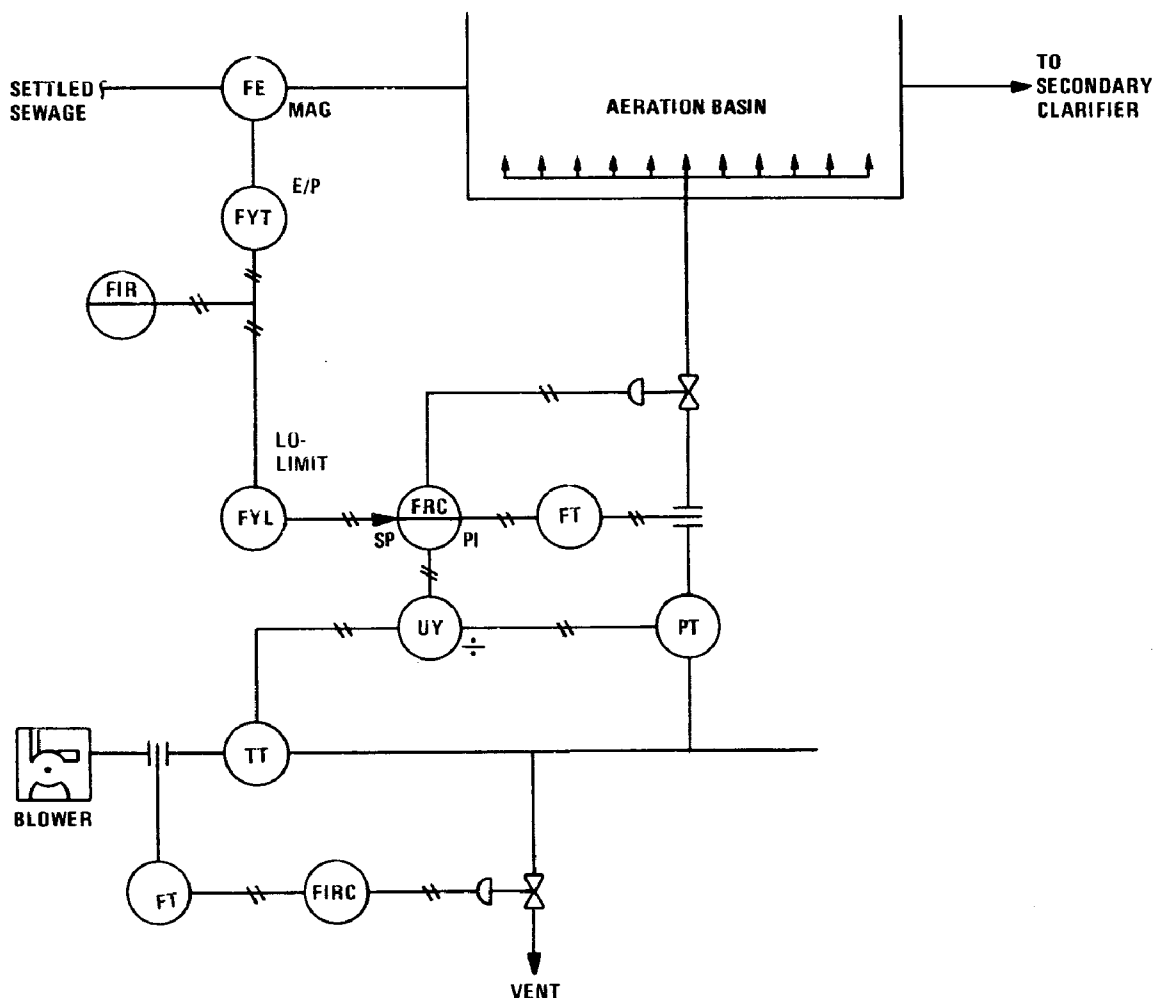 SETTLED
SEWAGE
FE
MAG
AERATION BASIN
TO
SECONDARY
CLARIFIER
E/P
FYT
FIR
LO-
LIMIT
FYL
SP
FRC
PI
FT
UY
÷
PT
TT
BLOWER
FT
FIRC
VENT